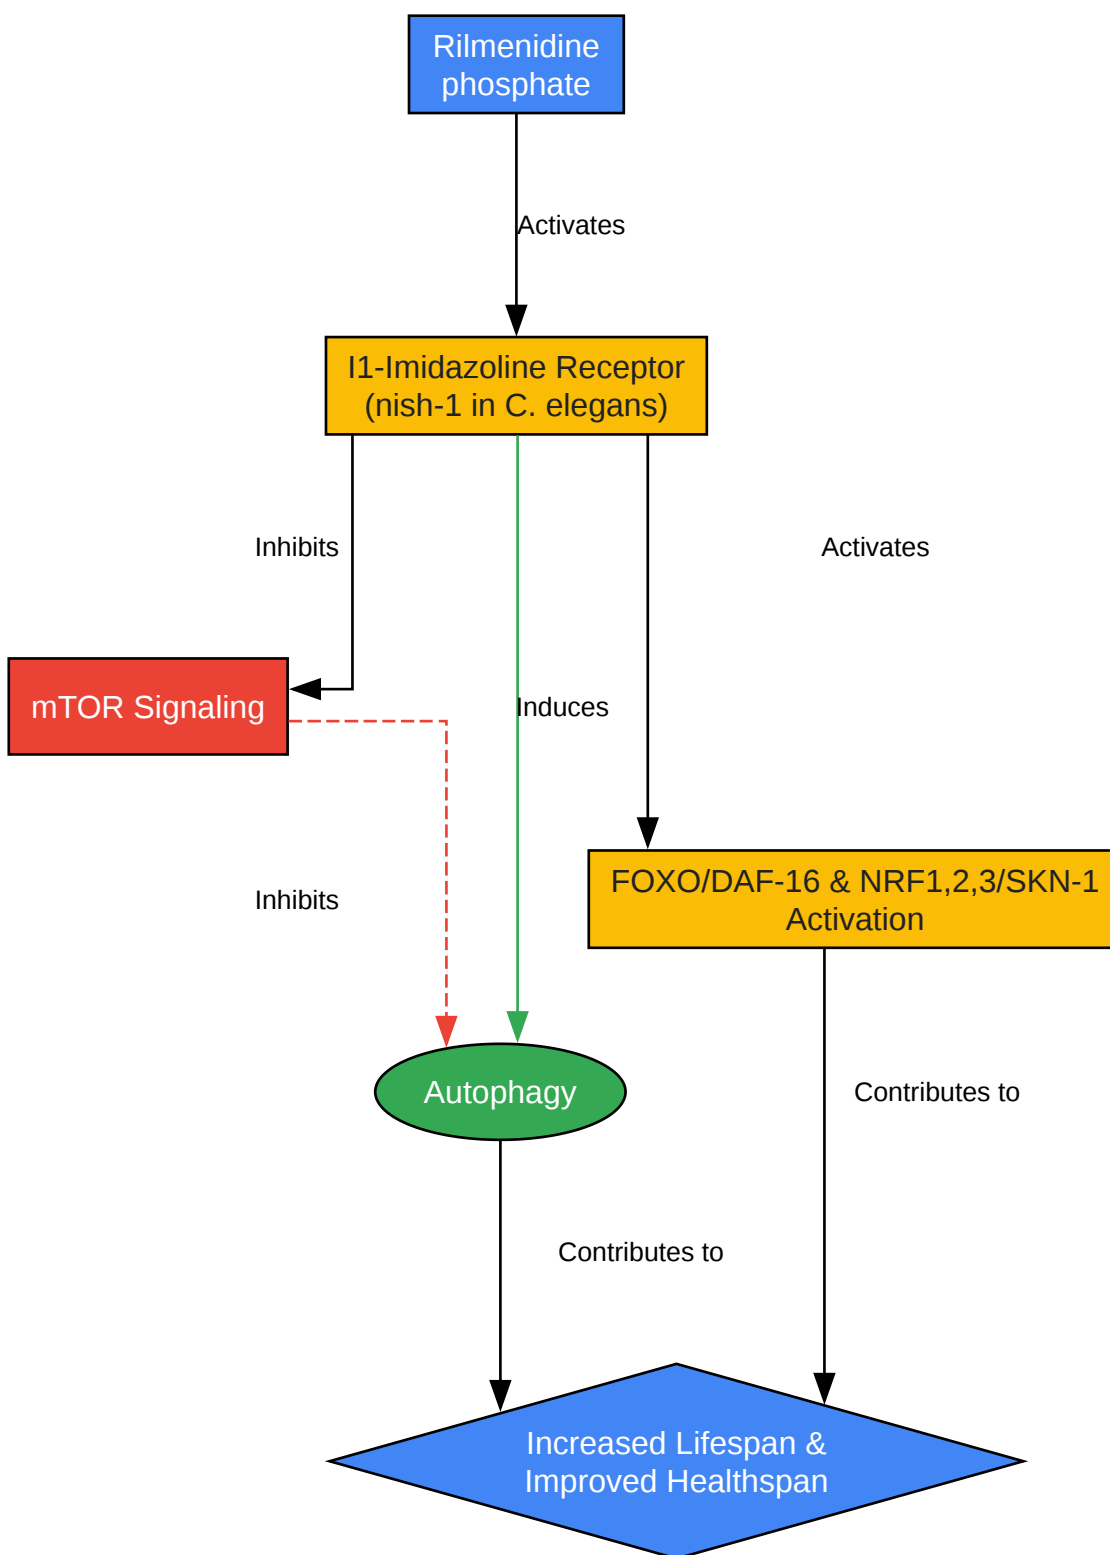 Rilmenidine
phosphate
Activates
I1-Imidazoline Receptor
(nish-1 in C. elegans)
Inhibits
Activates
mTOR Signaling
Induces
FOXO/DAF-16 & NRF1,2,3/SKN-1
Activation
Inhibits
Autophagy
Contributes to
Contributes to
Increased Lifespan &
Improved Healthspan